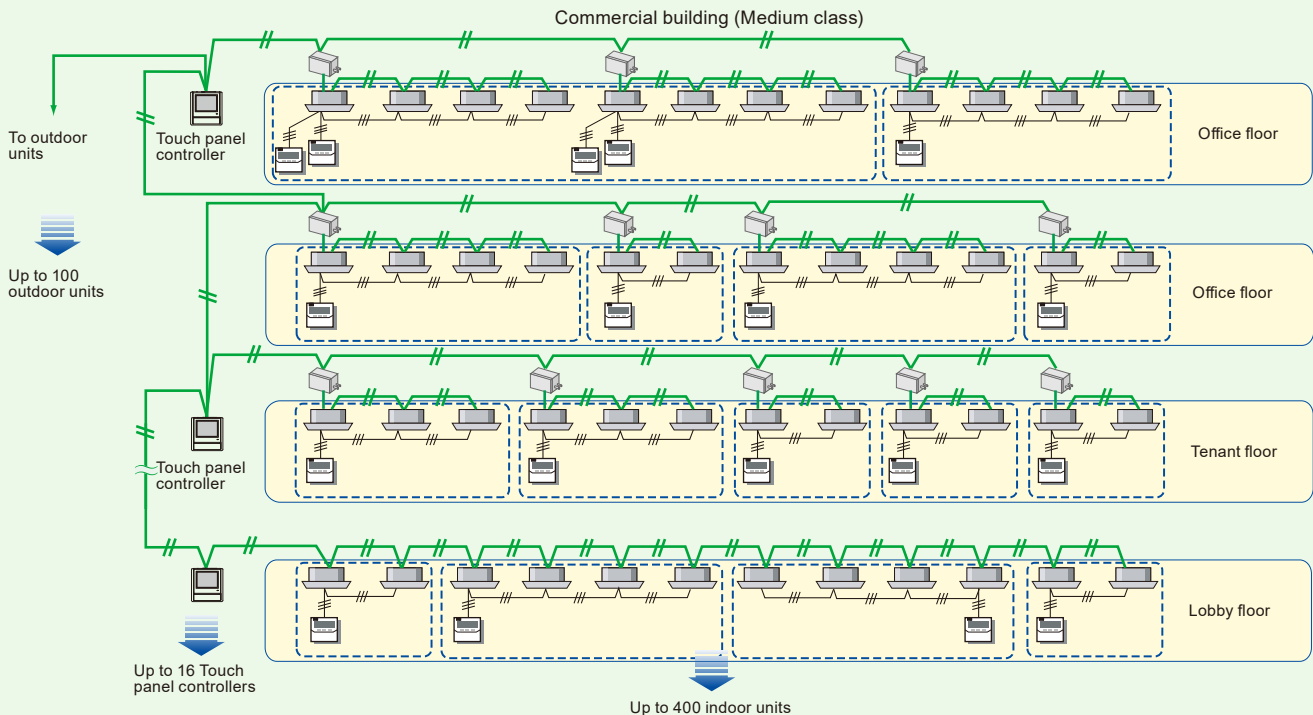 Commercial building (Medium class)
To outdoor
units
Touch panel
controller
Office floor
Up to 100
outdoor units
Office floor
Touch panel
controller
Tenant floor
Lobby floor
Up to 16 Touch
panel controllers
Up to 400 indoor units